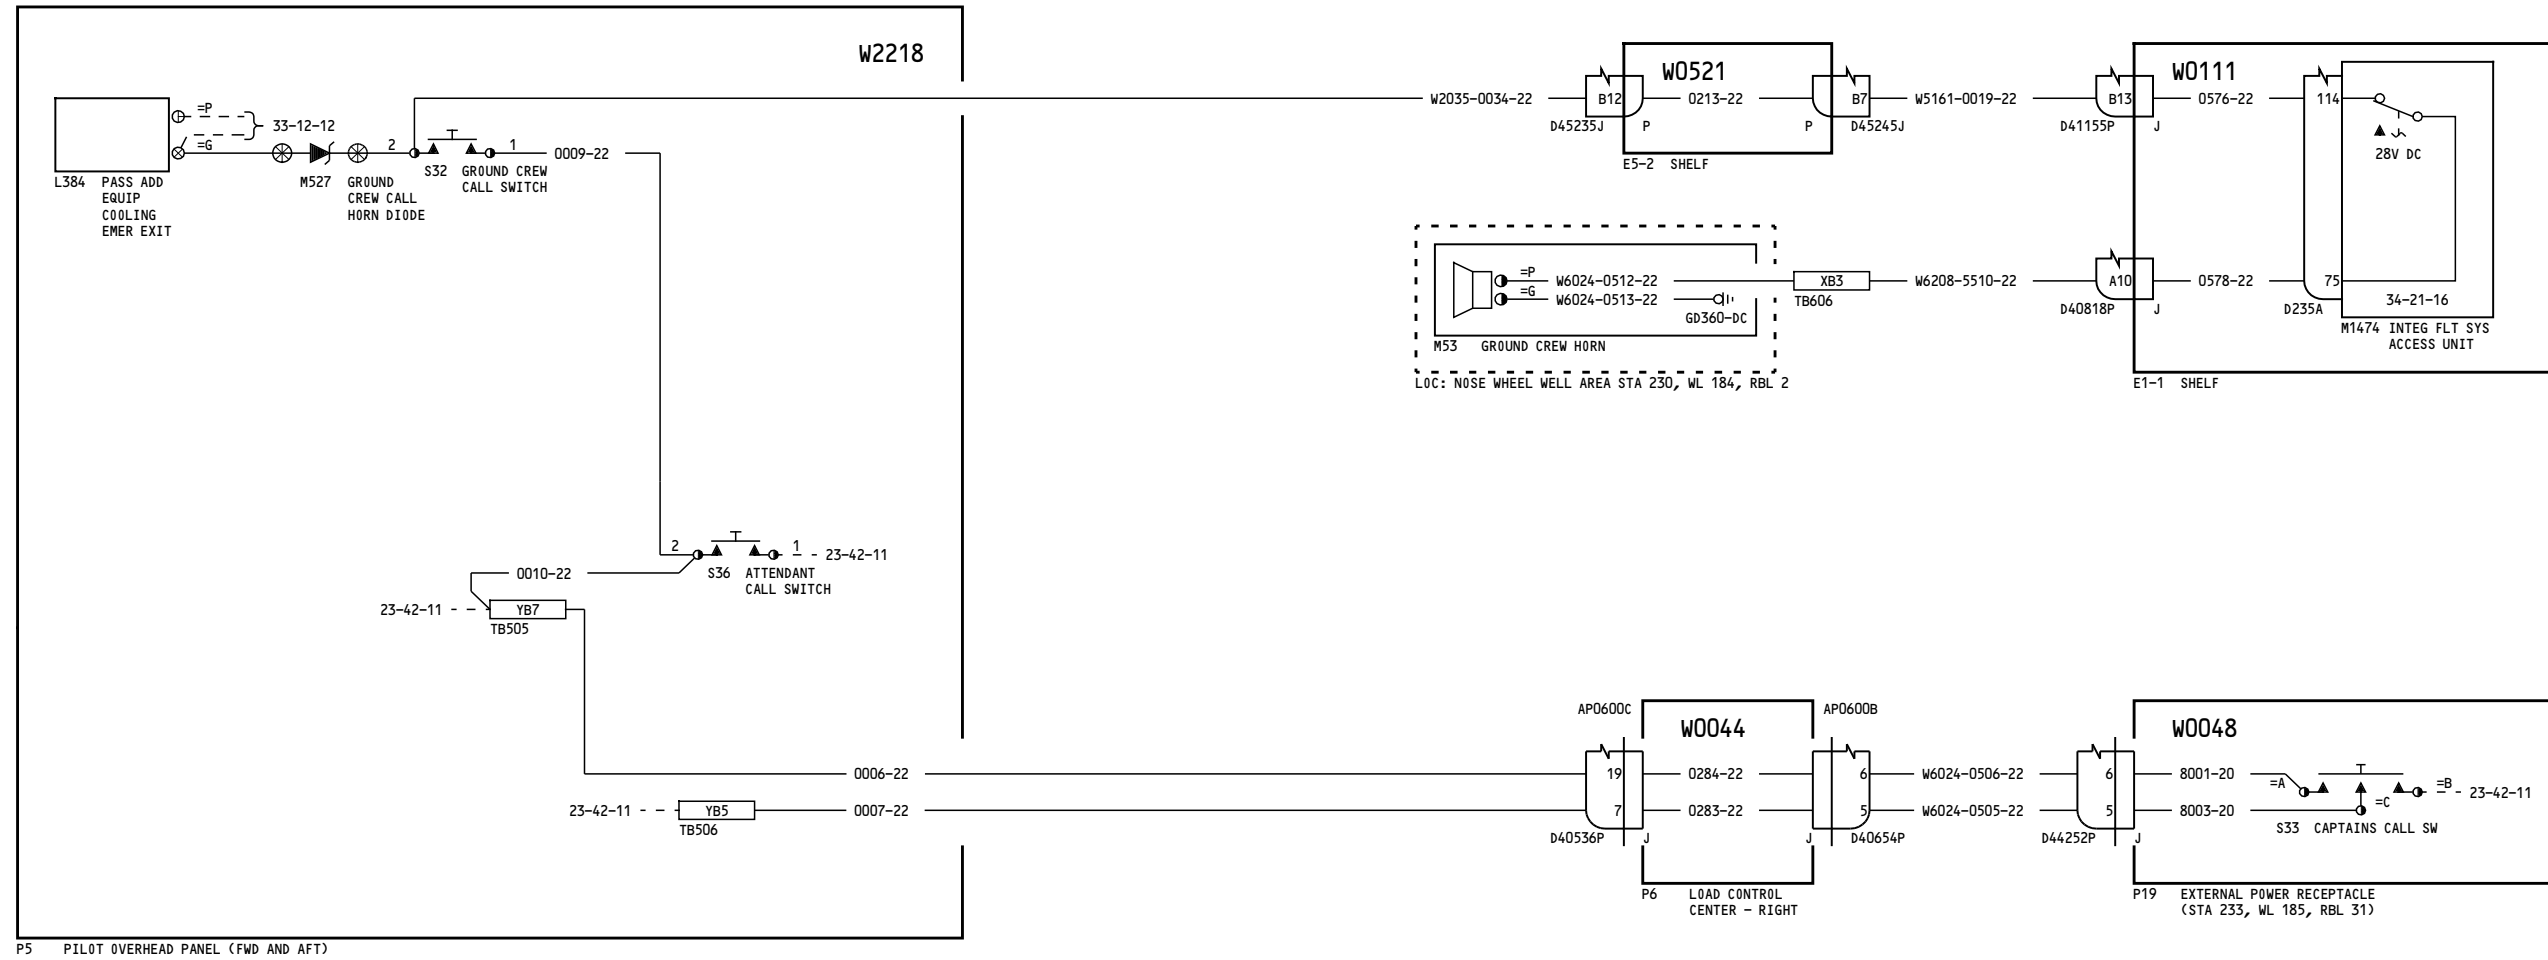 W2218
=P
33-12-12
=G
L384 PASS ADD
EQUIP
COOLING
EMER EXIT
M527 GROUND
CREW CALL
HORN DIODE
2
1
S32 GROUND CREW
CALL SWITCH
0009-22
W2035-0034-22
B12
D45235J
P
W0521
0213-22
P
B7
D45245J
E5-2 SHELF
W5161-0019-22
B13
D41155P
J
W0111
0576-22
114
28V DC
=P
W6024-0512-22
=G
W6024-0513-22
GD360-DC
M53 GROUND CREW HORN
LOC: NOSE WHEEL WELL AREA STA 230, WL 184, RBL 2
XB3
TB606
W6208-5510-22
A10
D40818P
J
0578-22
75
D235A
34-21-16
M1474 INTEG FLT SYS
ACCESS UNIT
E1-1 SHELF
2
1
23-42-11
S36 ATTENDANT
CALL SWITCH
0010-22
23-42-11
YB7
TB505
0006-22
23-42-11
YB5
TB506
0007-22
AP0600C
W0044
AP0600B
19
0284-22
6
W6024-0506-22
7
0283-22
5
W6024-0505-22
D40536P
J
J
D40654P
P6 LOAD CONTROL
CENTER - RIGHT
W0048
6
8001-20
=A
=B
23-42-11
5
8003-20
=C
D44252P
J
S33 CAPTAINS CALL SW
P19 EXTERNAL POWER RECEPTACLE
(STA 233, WL 185, RBL 31)
P5 PILOT OVERHEAD PANEL (FWD AND AFT)